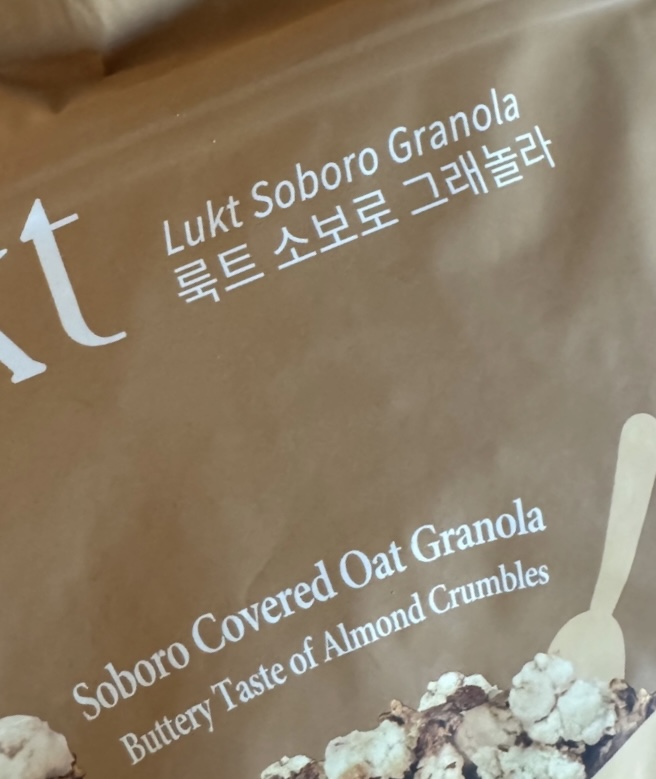 Lukt Soboro Granola
룩트 소보로 그래놀라
Soboro Covered Oat Granola
Buttery Taste of Almond Crumbles